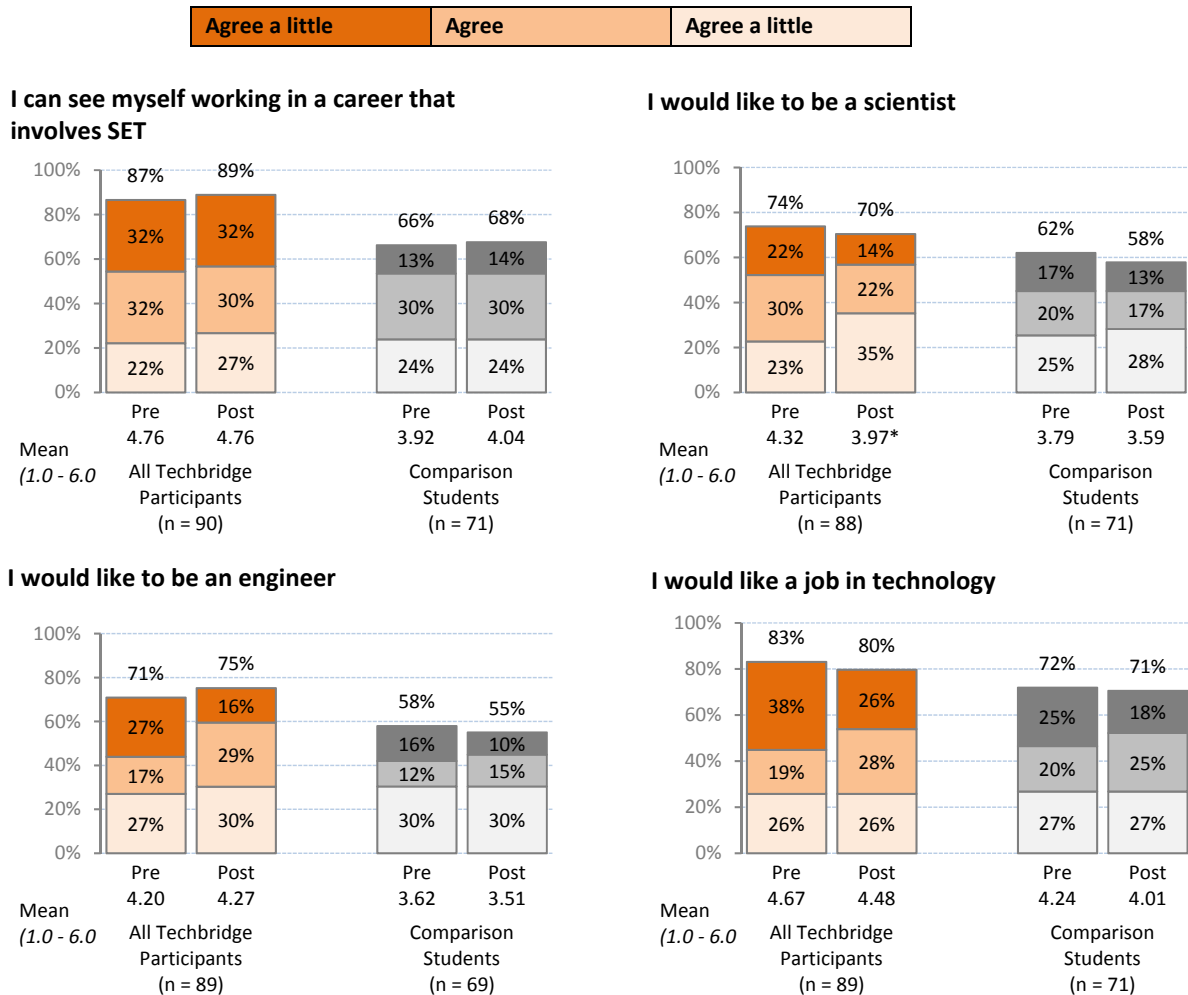 Agree a little Agree Agree a little
I can see myself working in a career that
involves SET
100%
80%
60%
40%
20%
0%
87% 89%
66% 68%
32% 32% 13% 14%
32% 30% 30% 30%
22% 27% 24% 24%
Pre Post Pre Post
4.76 4.76 3.92 4.04
Mean
(1.0 - 6.0
All Techbridge
Participants
(n = 90)
Comparison
Students
(n = 71)
I would like to be a scientist
100%
80%
60%
40%
20%
0%
74% 70% 62% 58%
22% 14% 17% 13%
30% 22% 20% 17%
23% 35% 25% 28%
Pre Post Pre Post
4.32 3.97* 3.79 3.59
Mean
(1.0 - 6.0
All Techbridge
Participants
(n = 88)
Comparison
Students
(n = 71)
I would like to be an engineer
100%
80%
60%
40%
20%
0%
71% 75% 58% 55%
27% 16% 16% 10%
17% 29% 12% 15%
27% 30% 30% 30%
Pre Post Pre Post
4.20 4.27 3.62 3.51
Mean
(1.0 - 6.0
All Techbridge
Participants
(n = 89)
Comparison
Students
(n = 69)
I would like a job in technology
100%
80%
60%
40%
20%
0%
83% 80% 72% 71%
38% 26% 25% 18%
19% 28% 20% 25%
26% 26% 27% 27%
Pre Post Pre Post
4.67 4.48 4.24 4.01
Mean
(1.0 - 6.0
All Techbridge
Participants
(n = 89)
Comparison
Students
(n = 71)